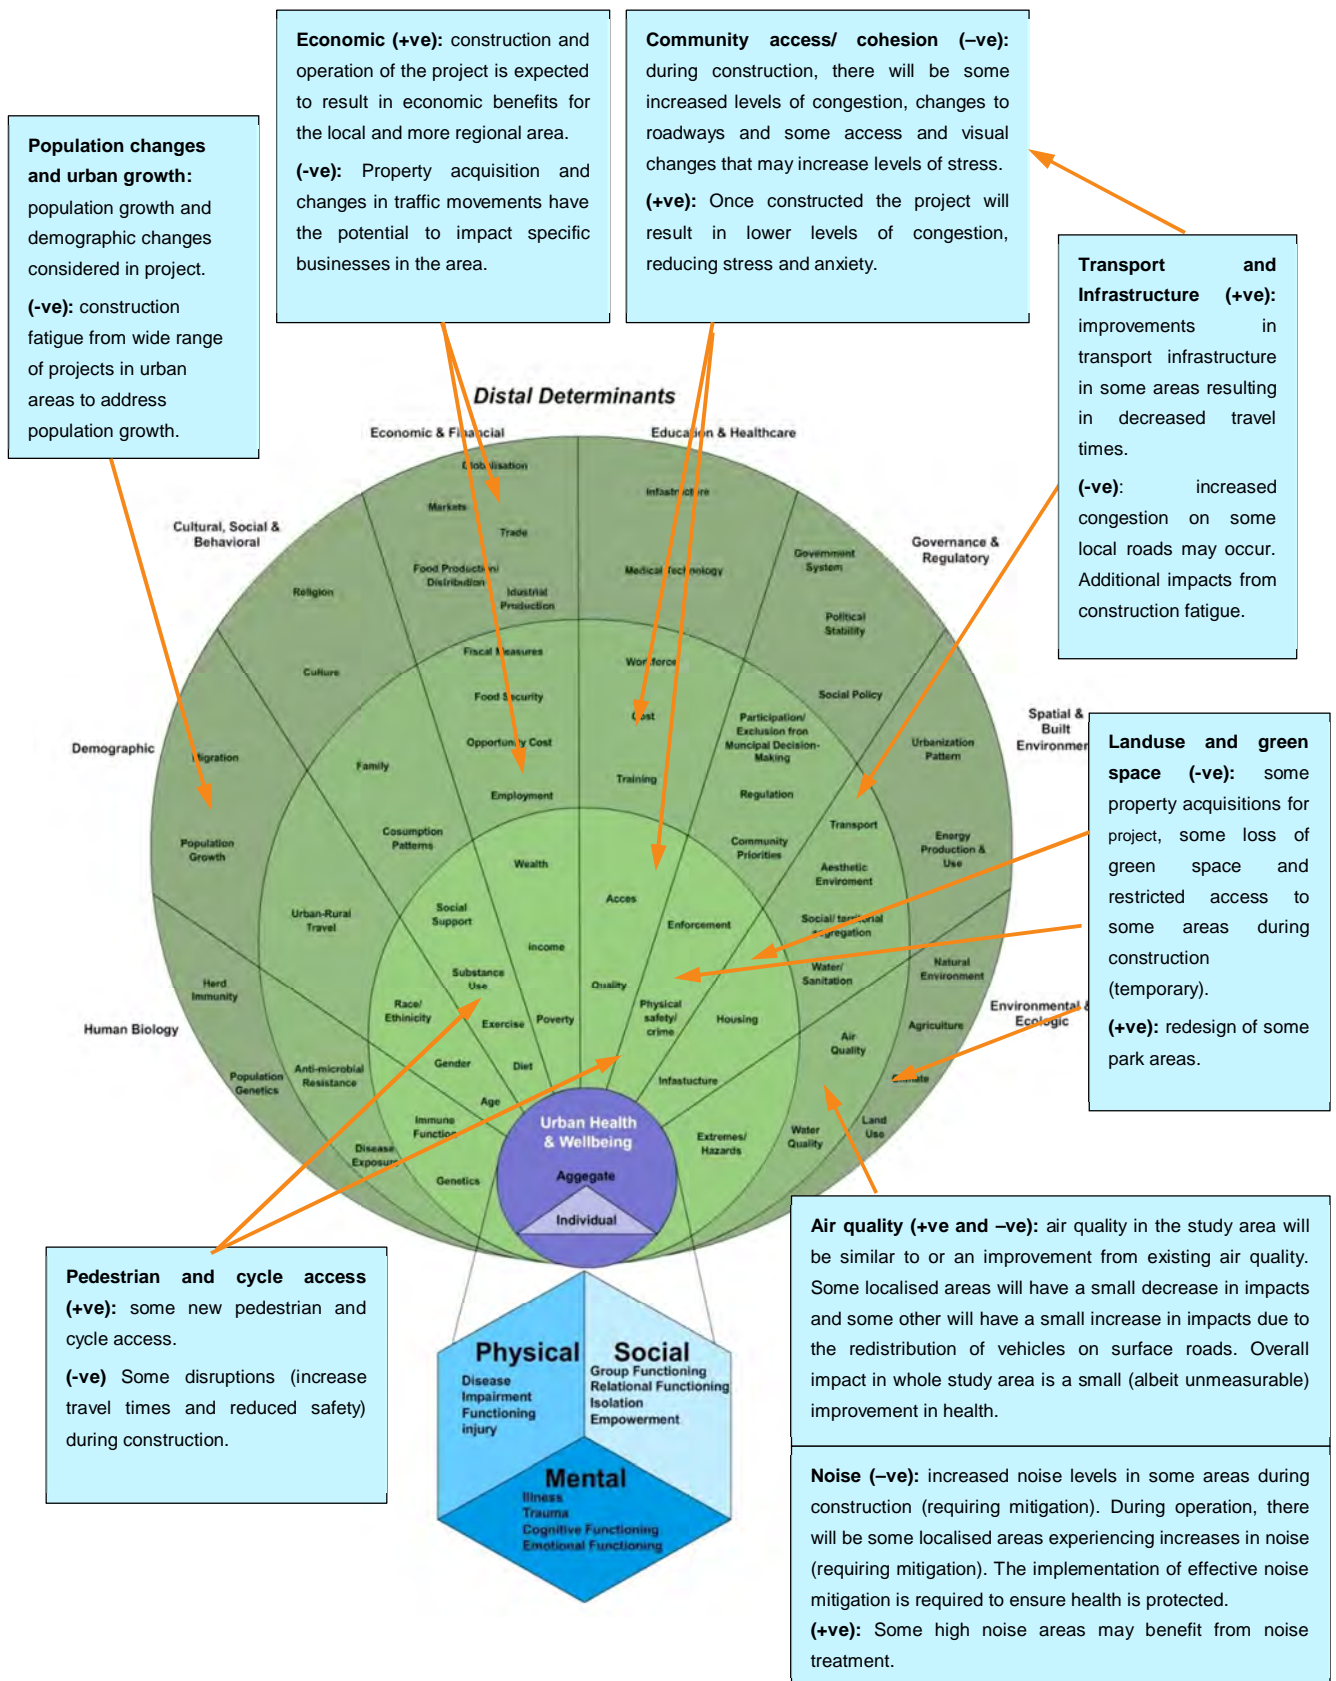 Economic (+ve): construction and
operation of the project is expected
to result in economic benefits for
the local and more regional area.
(-ve): Property acquisition and
changes in traffic movements have
the potential to impact specific
businesses in the area.
Community access/ cohesion (–ve):
during construction, there will be some
increased levels of congestion, changes to
roadways and some access and visual
changes that may increase levels of stress.
(+ve): Once constructed the project will
result in lower levels of congestion,
reducing stress and anxiety.
Population changes
and urban growth:
population growth and
demographic changes
considered in project.
(-ve): construction
fatigue from wide range
of projects in urban
areas to address
population growth.
Transport and
Infrastructure (+ve):
improvements in
transport infrastructure
in some areas resulting
in decreased travel
times.
(-ve): increased
congestion on some
local roads may occur.
Additional impacts from
construction fatigue.
Distal Determinants
Economic & Financial
Education & Healthcare
Cultural, Social &
Behavioral
Governance &
Regulatory
Demographic
Spatial &
Built
Environmen
Human Biology
Environmental &
Ecologic
Globalisation
Markets
Trade
Food Production/
Distribution
Idustrial
Production
Infastructure
Medical Technology
Government
System
Political
Stability
Social Policy
Religion
Culture
Migration
Population
Growth
Urbanization
Pattern
Energy
Production &
Use
Natural
Environment
Agriculture
Climate
Land
Use
Herd
Immunity
Population
Genetics
Disease
Exposure
Fiscal Measures
Food Security
Opportunity Cost
Employment
Workforce
Cost
Training
Participation/
Exclusion fron
Muncipal Decision-
Making
Regulation
Community
Priorities
Transport
Aesthetic
Enviroment
Social/ territorial
segregation
Water/
Sanitation
Air
Quality
Water
Quality
Family
Cosumption
Patterns
Urban-Rural
Travel
Anti-microbial
Resistance
Wealth
income
Poverty
Acces
Quality
Enforcement
Physical
safety/
crime
Housing
Infastucture
Extremes/
Hazards
Social
Support
Substance
Use
Exercise
Diet
Race/
Ethinicity
Gender
Age
Immune
Function
Genetics
Urban Health
& Wellbeing
Aggegate
Individual
Landuse and green
space (-ve): some
property acquisitions for
project, some loss of
green space and
restricted access to
some areas during
construction
(temporary).
(+ve): redesign of some
park areas.
Pedestrian and cycle access
(+ve): some new pedestrian and
cycle access.
(-ve) Some disruptions (increase
travel times and reduced safety)
during construction.
Physical
Disease
Impairment
Functioning
injury
Social
Group Functioning
Relational Functioning
Isolation
Empowerment
Mental
Illness
Trauma
Cognitive Functioning
Emotional Functioning
Air quality (+ve and –ve): air quality in the study area will
be similar to or an improvement from existing air quality.
Some localised areas will have a small decrease in impacts
and some other will have a small increase in impacts due to
the redistribution of vehicles on surface roads. Overall
impact in whole study area is a small (albeit unmeasurable)
improvement in health.
Noise (–ve): increased noise levels in some areas during
construction (requiring mitigation). During operation, there
will be some localised areas experiencing increases in noise
(requiring mitigation). The implementation of effective noise
mitigation is required to ensure health is protected.
(+ve): Some high noise areas may benefit from noise
treatment.